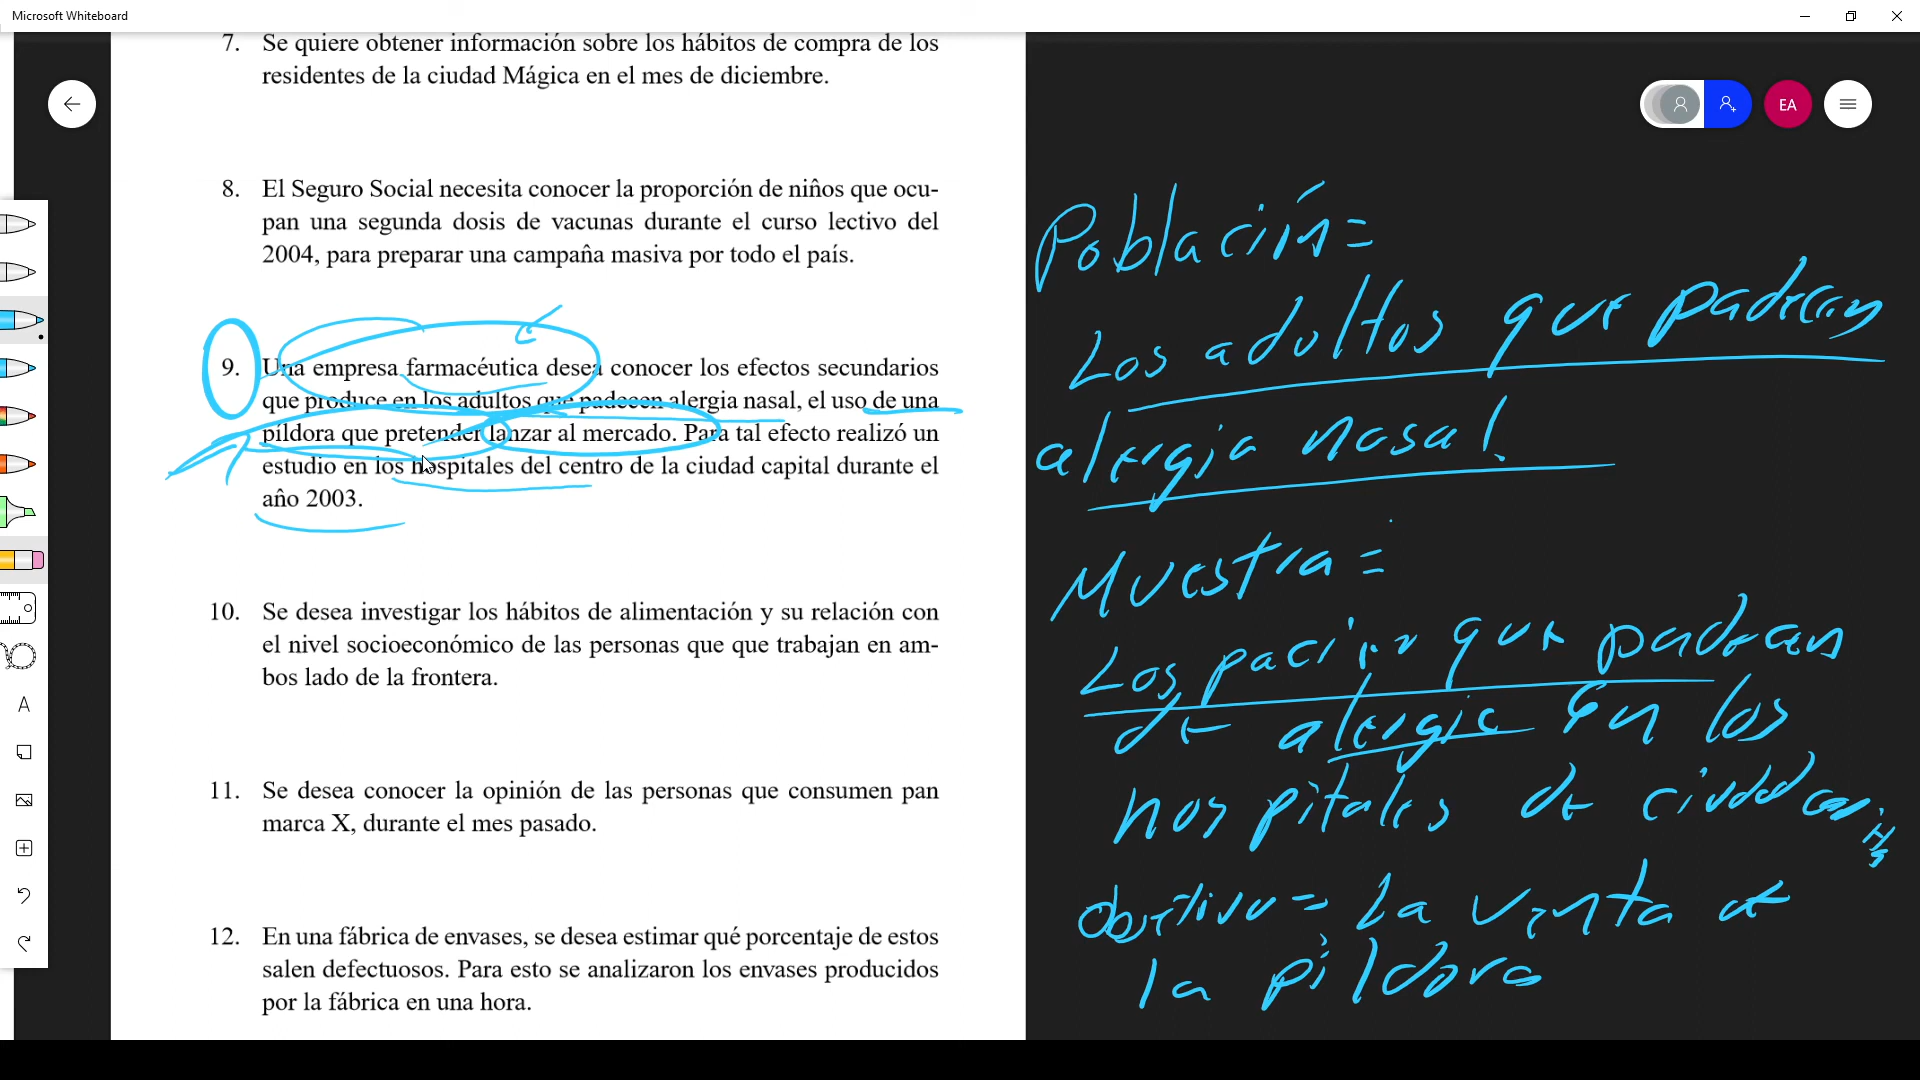 Microsoft Whiteboard
7. Se quiere obtener información sobre los hábitos de compra de los
residentes de la ciudad Mágica en el mes de diciembre.
EA
8. El Seguro Social necesita conocer la proporción de niños que ocu-
pan una segunda dosis de vacunas durante el curso lectivo del
2004, para preparar una campaña masiva por todo el país.
9. Una empresa farmacéutica desea conocer los efectos secundarios
que produce en los adultos que padecen alergia nasal, el uso de una
píldora que pretender lanzar al mercado. Para tal efecto realizó un
estudio en los hospitales del centro de la ciudad capital durante el
año 2003.
10. Se desea investigar los hábitos de alimentación y su relación con
el nivel socioeconómico de las personas que que trabajan en am-
bos lado de la frontera.
11. Se desea conocer la opinión de las personas que consumen pan
marca X, durante el mes pasado.
12. En una fábrica de envases, se desea estimar qué porcentaje de estos
salen defectuosos. Para esto se analizaron los envases producidos
por la fábrica en una hora.
Población=
Los adultos que padecen
alergia nasal
Muestra=
Los que padecen
de alergia en los
hospitales de ciudad
objetivo= La venta de
la pildora
A